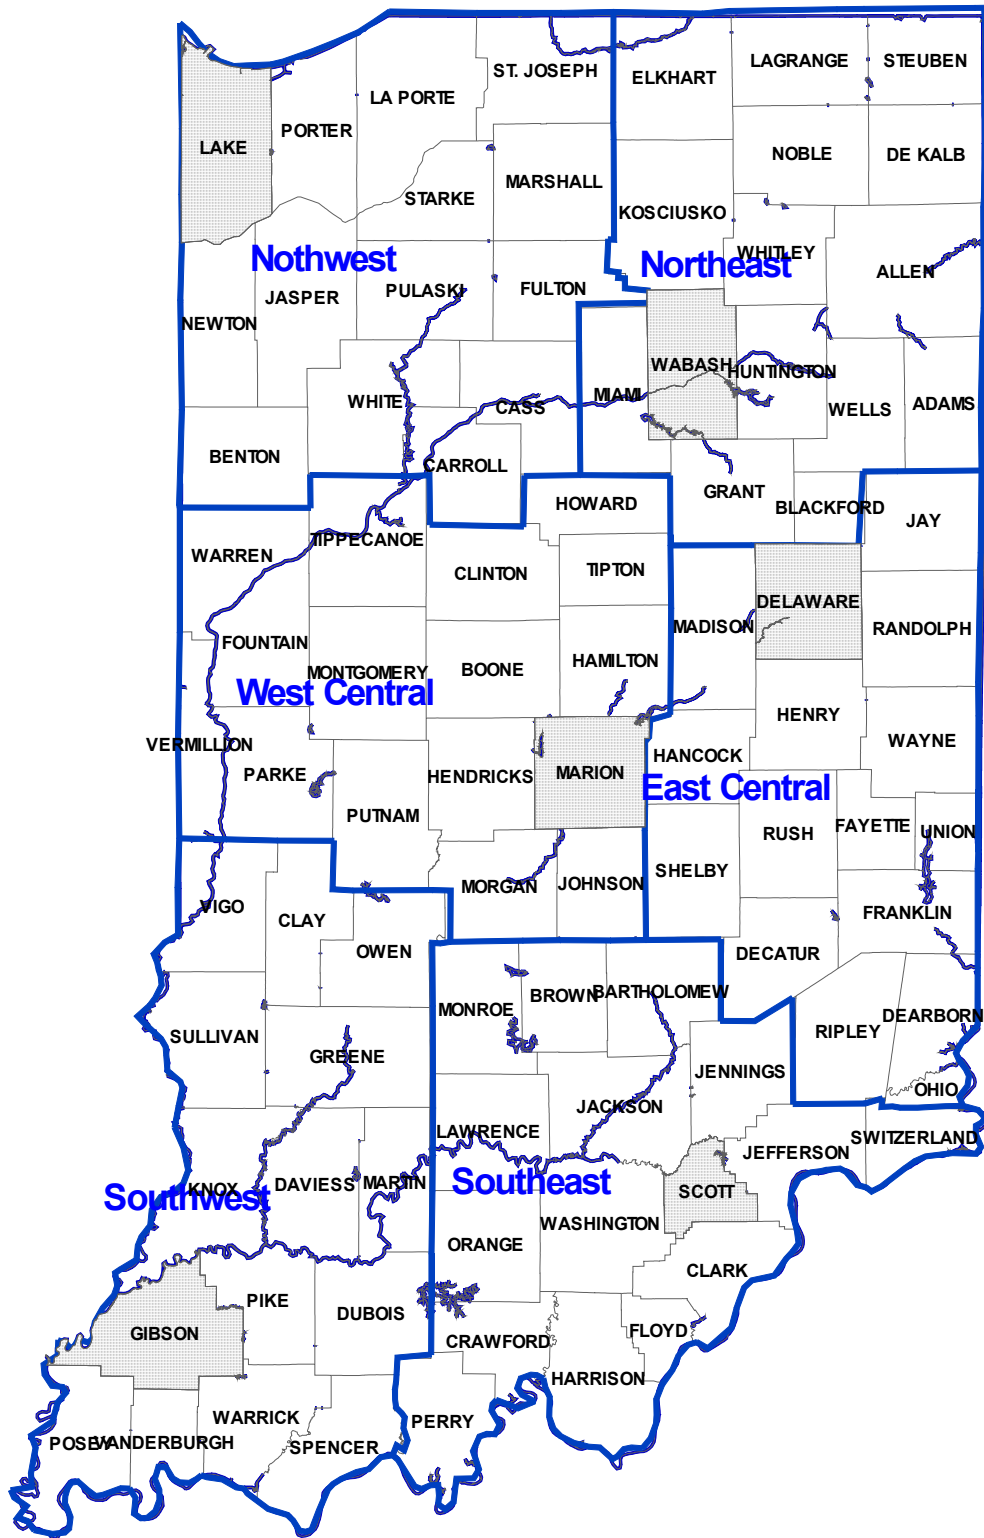 LAGRANGE
STEUBEN
ST. JOSEPH
ELKHART
LA PORTE
PORTER
LAKE
NOBLE
DE KALB
MARSHALL
STARKE
KOSCIUSKO
WHITLEY
Nothwest
Northeast
ALLEN
PULASKI
FULTON
JASPER
NEWTON
WABASH
HUNTINGTON
MIAMI
WHITE
CASS
WELLS
ADAMS
BENTON
CARROLL
GRANT
HOWARD
BLACKFORD
JAY
TIPPECANOE
WARREN
CLINTON
TIPTON
DELAWARE
MADISON
RANDOLPH
FOUNTAIN
MONTGOMERY
BOONE
HAMILTON
West Central
HENRY
WAYNE
VERMILLION
PARKE
HENDRICKS
MARION
HANCOCK
East Central
PUTNAM
RUSH
FAYETTE
UNION
SHELBY
MORGAN
JOHNSON
VIGO
CLAY
FRANKLIN
OWEN
DECATUR
MONROE
BROWN
BARTHOLOMEW
SULLIVAN
GREENE
RIPLEY
DEARBORN
JENNINGS
OHIO
JACKSON
LAWRENCE
JEFFERSON
SWITZERLAND
KNOX
DAVIESS
MARTIN
Southwest
Southeast
SCOTT
WASHINGTON
ORANGE
CLARK
PIKE
DUBOIS
GIBSON
CRAWFORD
FLOYD
HARRISON
WARRICK
PERRY
POSEY
VANDERBURGH
SPENCER